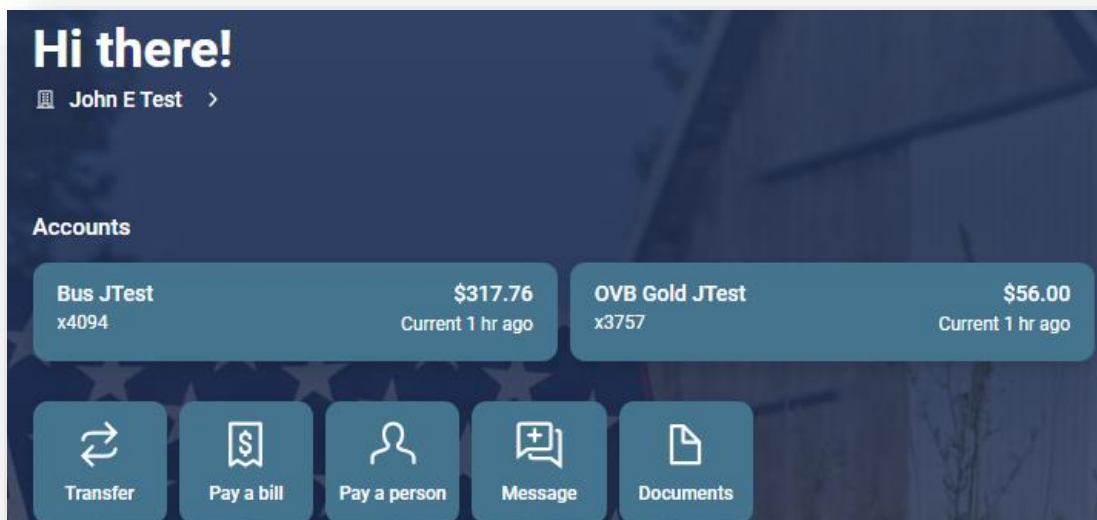 Hi there!
John E Test
Accounts
Bus JTest $317.76
x4094 Current 1 hr ago
OVB Gold JTest $56.00
x3757 Current 1 hr ago
Transfer
Pay a bill
Pay a person
Message
Documents